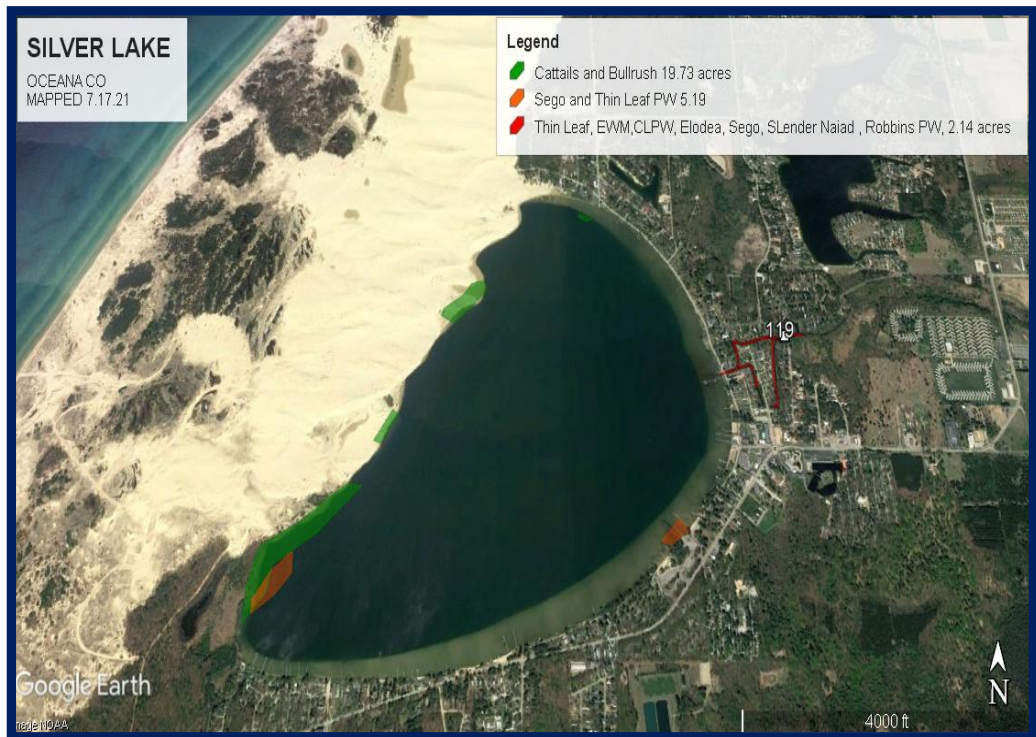 SILVER LAKE
OCEANA CO
MAPPED 7.17.21
Legend
Cattails and Bullrush 19.73 acres
Sego and Thin Leaf PW 5.19
Thin Leaf, EWM,CLPW, Elodea, Sego, SLender Naiad , Robbins PW, 2.14 acres
119
Google Earth
mage NOAA
N
4000 ft